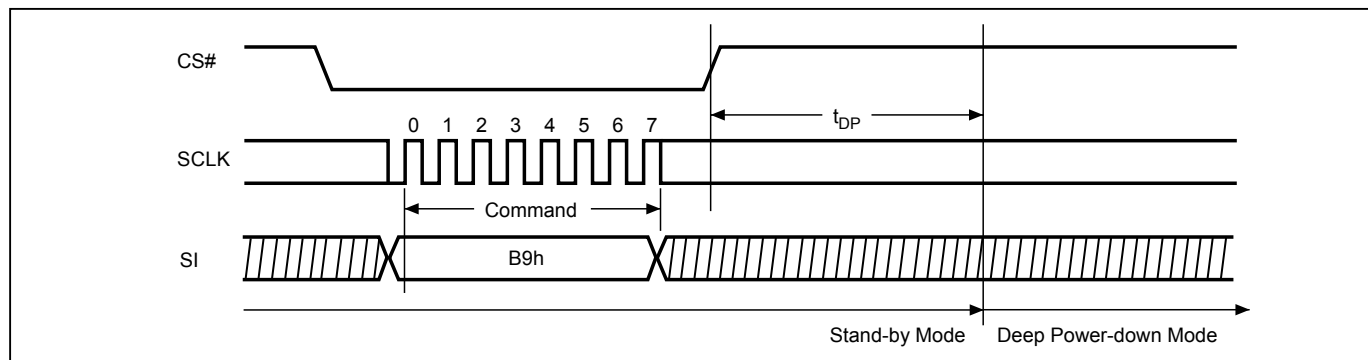 CS#
t_DP
0 1 2 3 4 5 6 7
SCLK
Command
SI
B9h
Stand-by Mode
Deep Power-down Mode